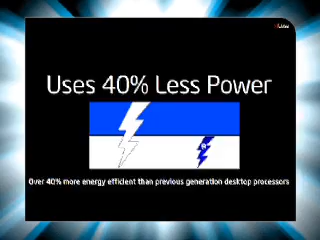 Uses 40% Less Power
Over 40% more energy efficient than previous generation desktop processors